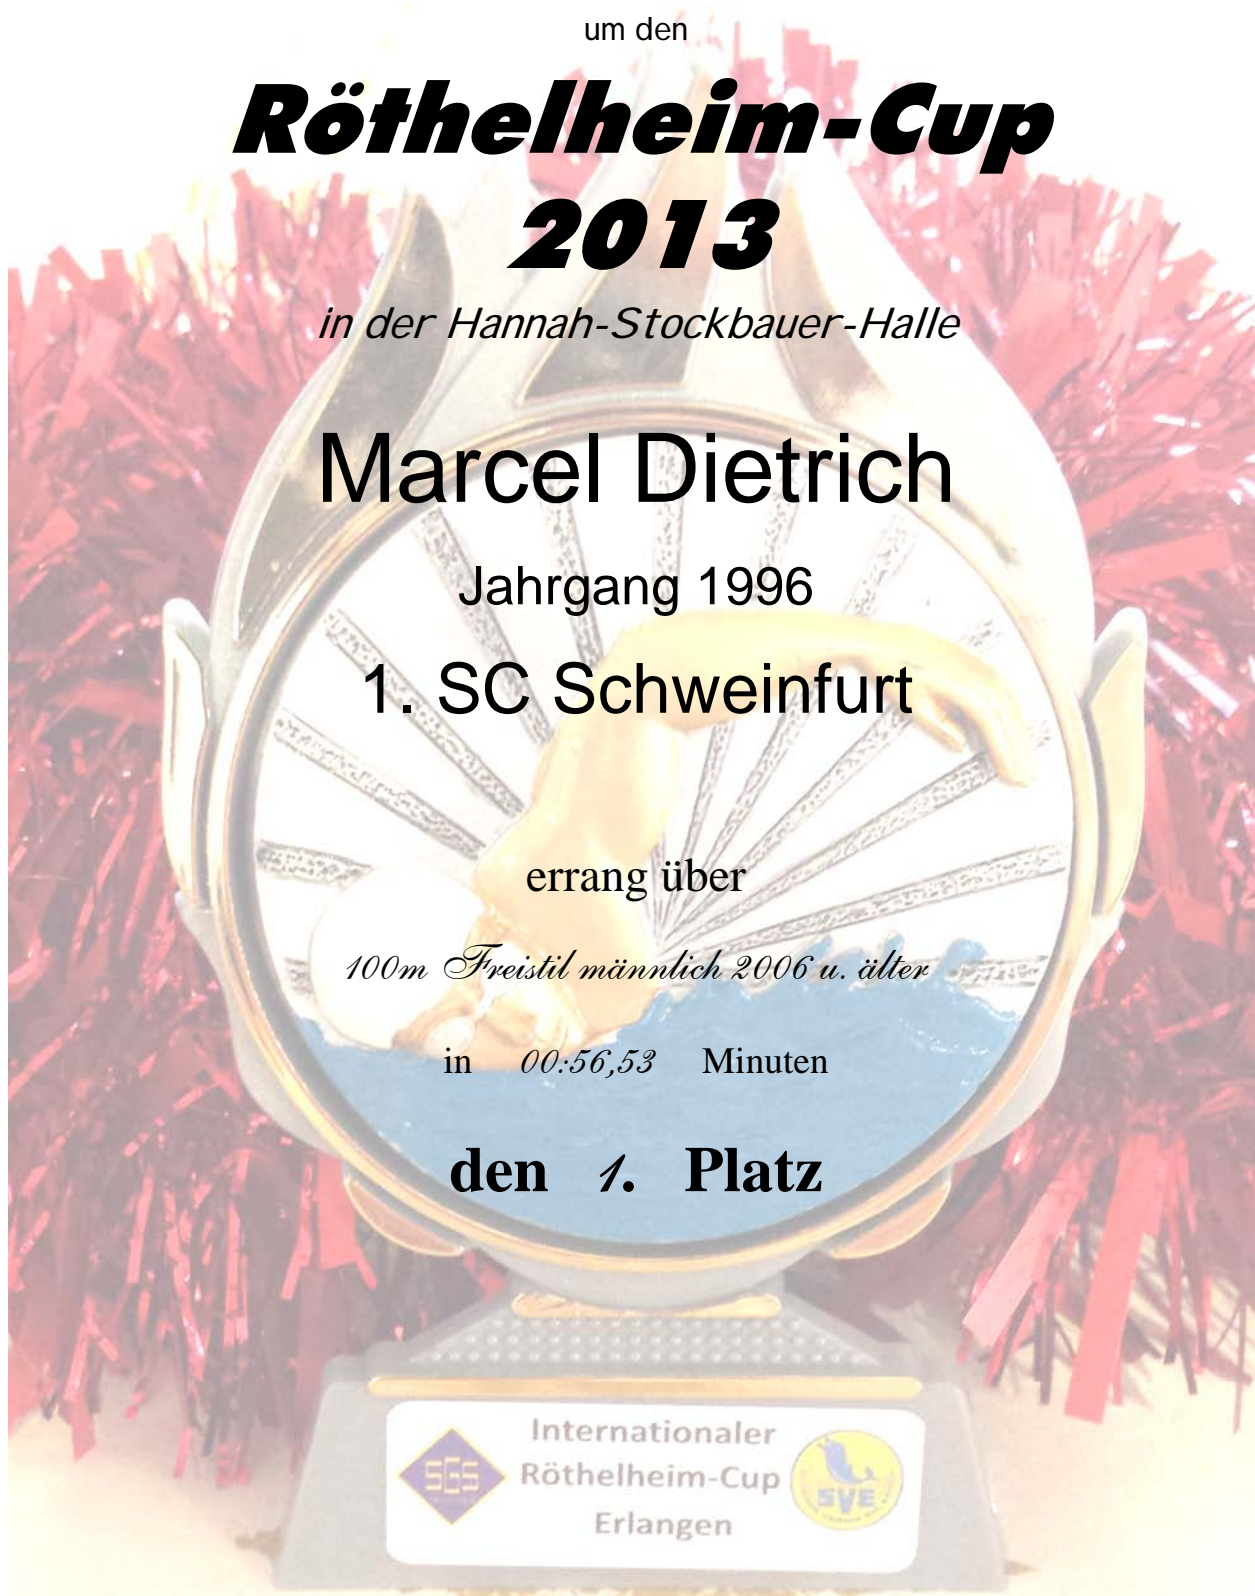 um den
Röthelheim-Cup
2013
in der Hannah-Stockbauer-Halle
Marcel Dietrich
Jahrgang 1996
1. SC Schweinfurt
errang über
100m Freistil männlich 2006 u. älter
in 00:56,53 Minuten
den 1. Platz
Internationaler
SGS Röthelheim-Cup SVE
Erlangen